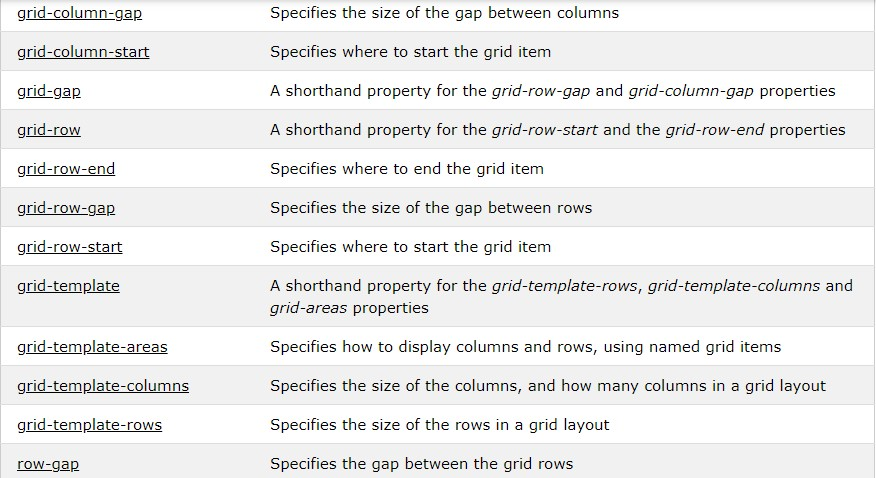 grid-column-gap Specifies the size of the gap between columns
grid-column-start Specifies where to start the grid item
grid-gap A shorthand property for the grid-row-gap and grid-column-gap properties
grid-row A shorthand property for the grid-row-start and the grid-row-end properties
grid-row-end Specifies where to end the grid item
grid-row-gap Specifies the size of the gap between rows
grid-row-start Specifies where to start the grid item
grid-template A shorthand property for the grid-template-rows, grid-template-columns and
grid-areas properties
grid-template-areas Specifies how to display columns and rows, using named grid items
grid-template-columns Specifies the size of the columns, and how many columns in a grid layout
grid-template-rows Specifies the size of the rows in a grid layout
row-gap Specifies the gap between the grid rows